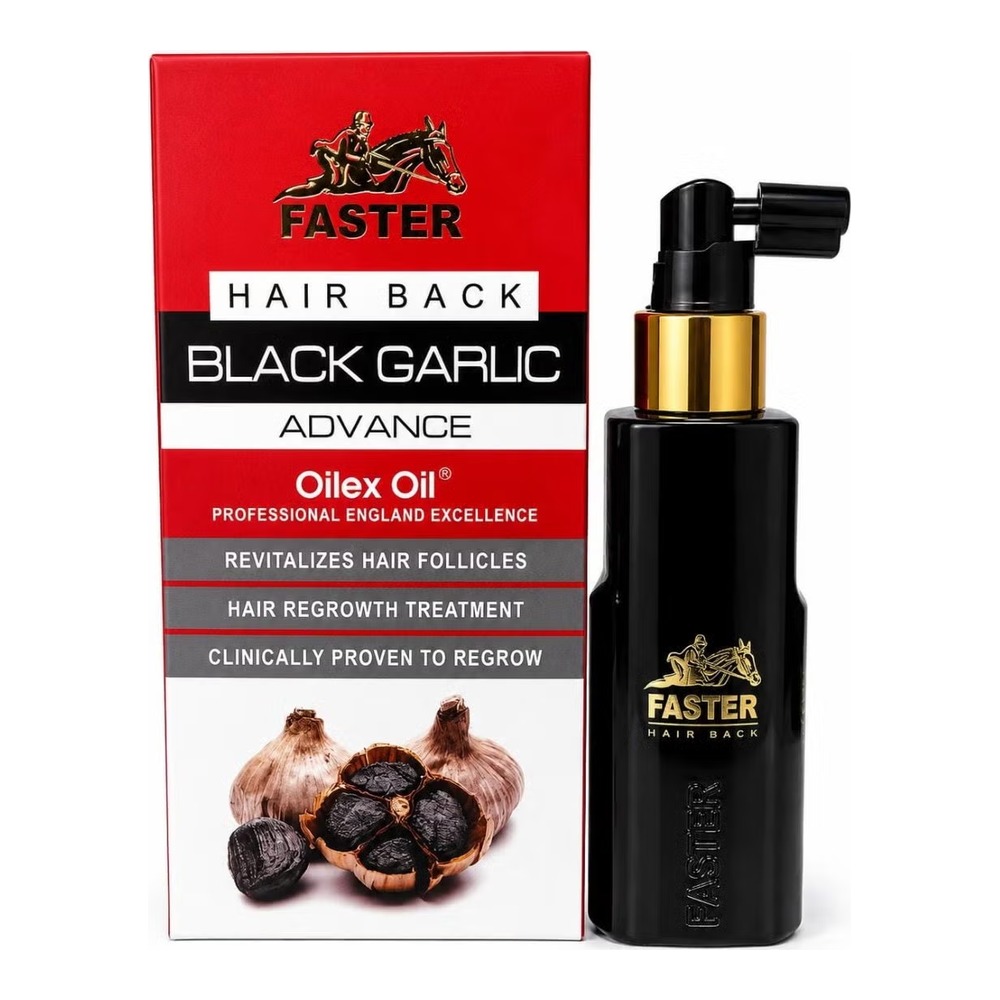 FASTER
HAIR BACK
BLACK GARLIC
ADVANCE
Oilex Oil®
PROFESSIONAL ENGLAND EXCELLENCE
REVITALIZES HAIR FOLLICLES
HAIR REGROWTH TREATMENT
CLINICALLY PROVEN TO REGROW
FASTER
HAIR BACK
FASTER